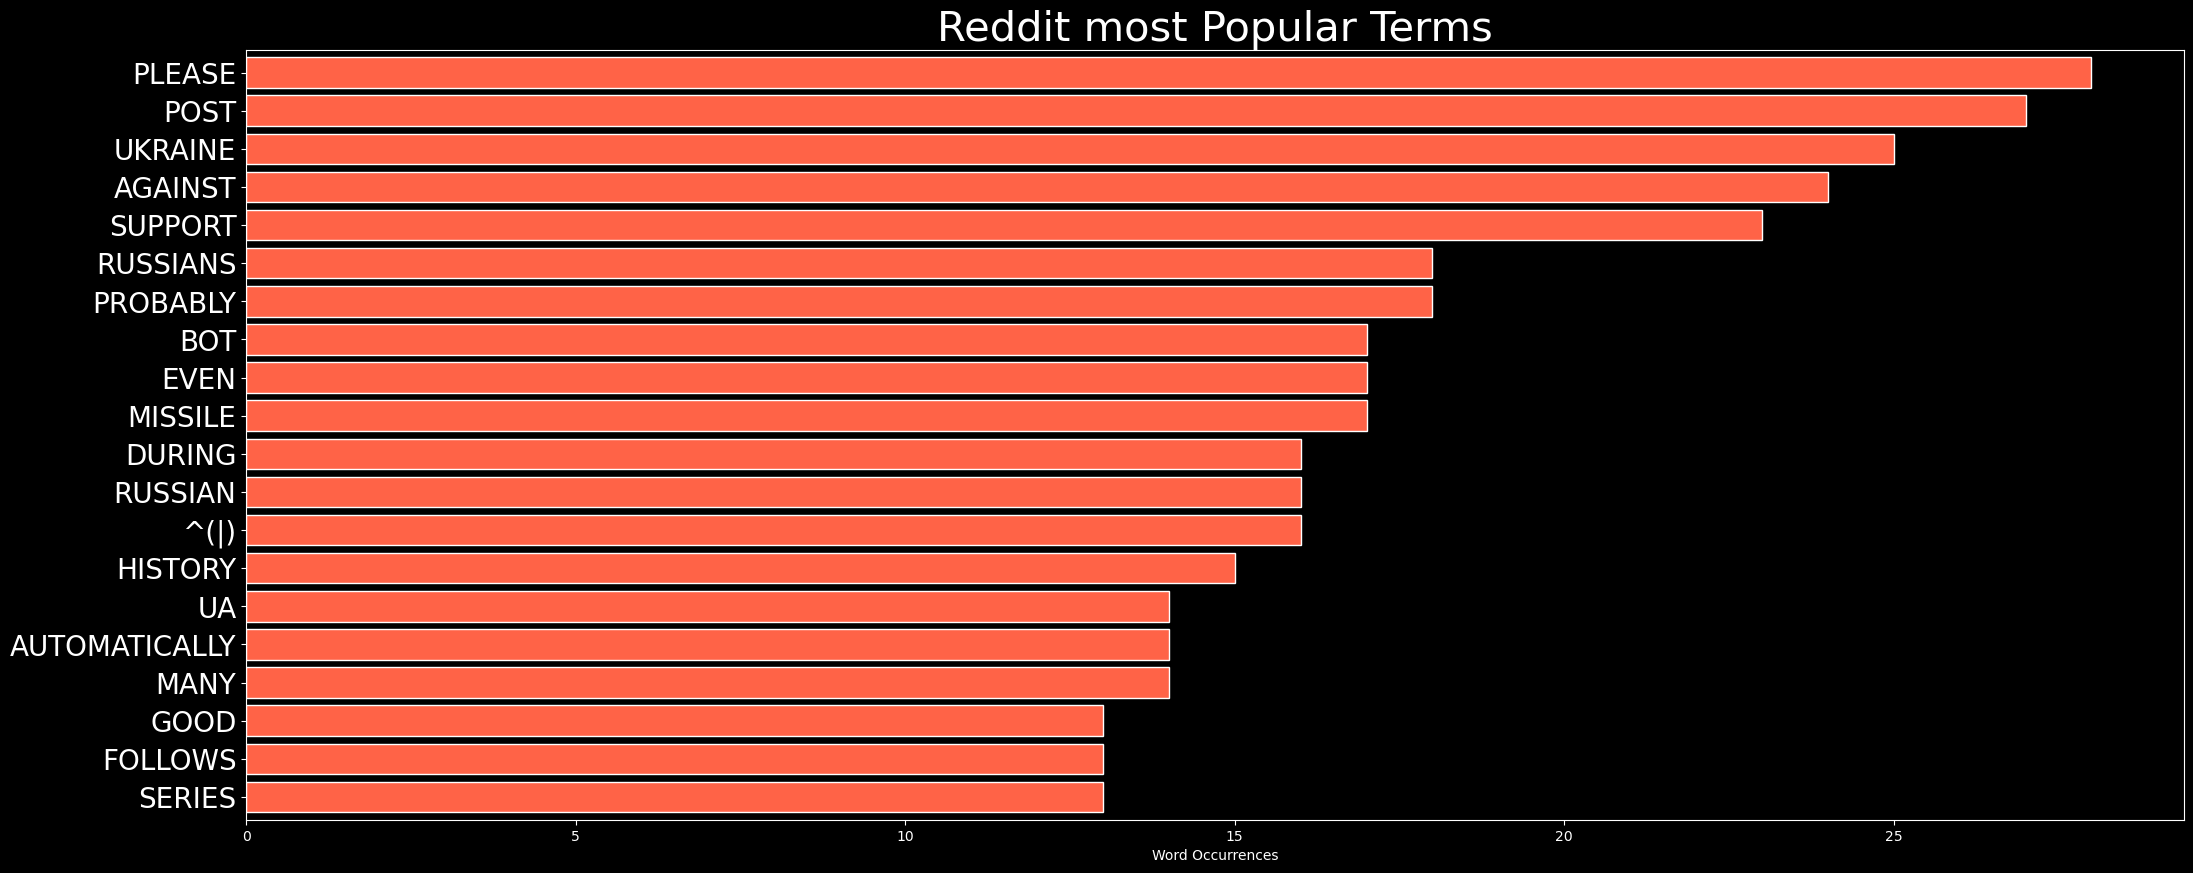 Reddit most Popular Terms
PLEASE
POST
UKRAINE
AGAINST
SUPPORT
RUSSIANS
PROBABLY
BOT
EVEN
MISSILE
DURING
RUSSIAN
^(|)
HISTORY
UA
AUTOMATICALLY
MANY
GOOD
FOLLOWS
SERIES
0 5 10 15 20 25
Word Occurrences